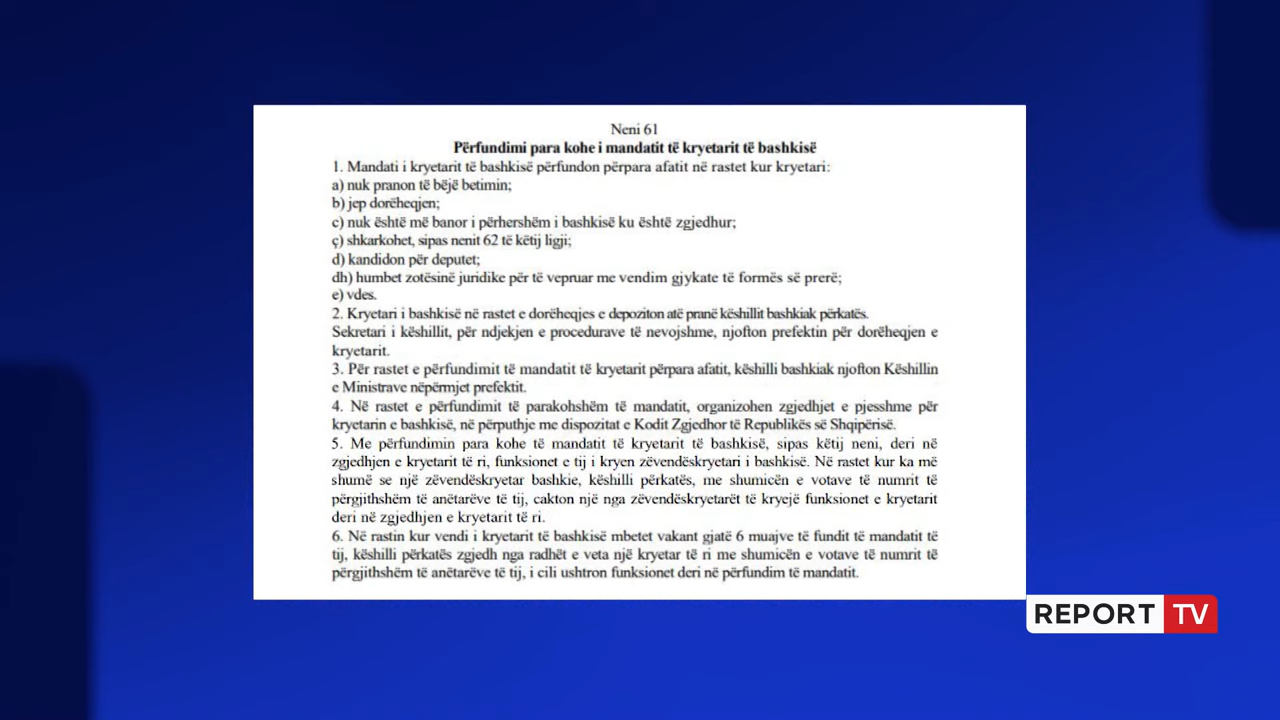 Neni 61
Përfundimi para kohe i mandatit të kryetarit të bashkisë
1. Mandati i kryetarit të bashkisë përfundon përpara afatit në rastet kur kryetari:
a) nuk pranon të bëjë betimin;
b) jep dorëheqjen;
c) nuk është më banor i përhershëm i bashkisë ku është zgjedhur;
ç) shkarkohet, sipas nenit 62 të këtij ligji;
d) kandidon për deputet;
dh) humbet zotësinë juridike për të vepruar me vendim gjykate të formës së prerë;
e) vdes.
2. Kryetari i bashkisë në rastet e dorëheqjes e depoziton atë pranë këshillit bashkiak përkatës.
Sekretari i këshillit, për ndjekjen e procedurave të nevojshme, njofton prefektin për dorëheqjen e
kryetarit.
3. Për rastet e përfundimit të mandatit të kryetarit përpara afatit, këshilli bashkiak njofton Këshillin
e Ministrave nëpërmjet prefektit.
4. Në rastet e përfundimit të parakohshëm të mandatit, organizohen zgjedhjet e pjesshme për
kryetarin e bashkisë, në përputhje me dispozitat e Kodit Zgjedhor të Republikës së Shqipërisë.
5. Me përfundimin para kohe të mandatit të kryetarit të bashkisë, sipas këtij neni, deri në
zgjedhjen e kryetarit të ri, funksionet e tij i kryen zëvendëskryetari i bashkisë. Në rastet kur ka më
shumë se një zëvendëskryetar bashkie, këshilli përkatës, me shumicën e votave të numrit të
përgjithshëm të anëtarëve të tij, cakton një nga zëvendëskryetarët të kryejë funksionet e kryetarit
deri në zgjedhjen e kryetarit të ri.
6. Në rastin kur vendi i kryetarit të bashkisë mbetet vakant gjatë 6 muajve të fundit të mandatit të
tij, këshilli përkatës zgjedh nga radhët e veta një kryetar të ri me shumicën e votave të numrit të
përgjithshëm të anëtarëve të tij, i cili ushtron funksionet deri në përfundim të mandatit.
REPORT TV